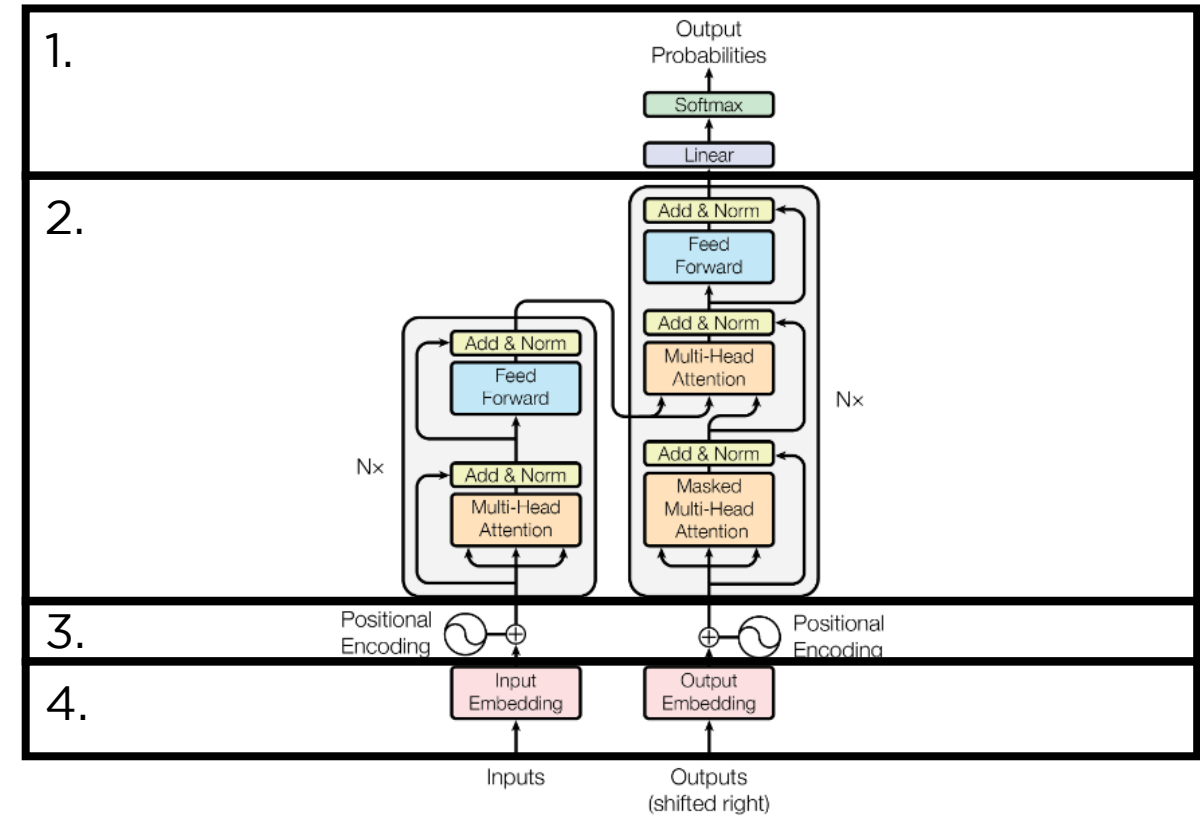 1.
Output
Probabilities
Softmax
Linear
2.
Add & Norm
Feed
Forward
Add & Norm
Multi-Head
Attention
Nx
Add & Norm
Masked
Multi-Head
Attention
Add & Norm
Feed
Forward
Nx
Add & Norm
Multi-Head
Attention
3.
Positional
Encoding
Positional
Encoding
4.
Input
Embedding
Output
Embedding
Inputs
Outputs
(shifted right)